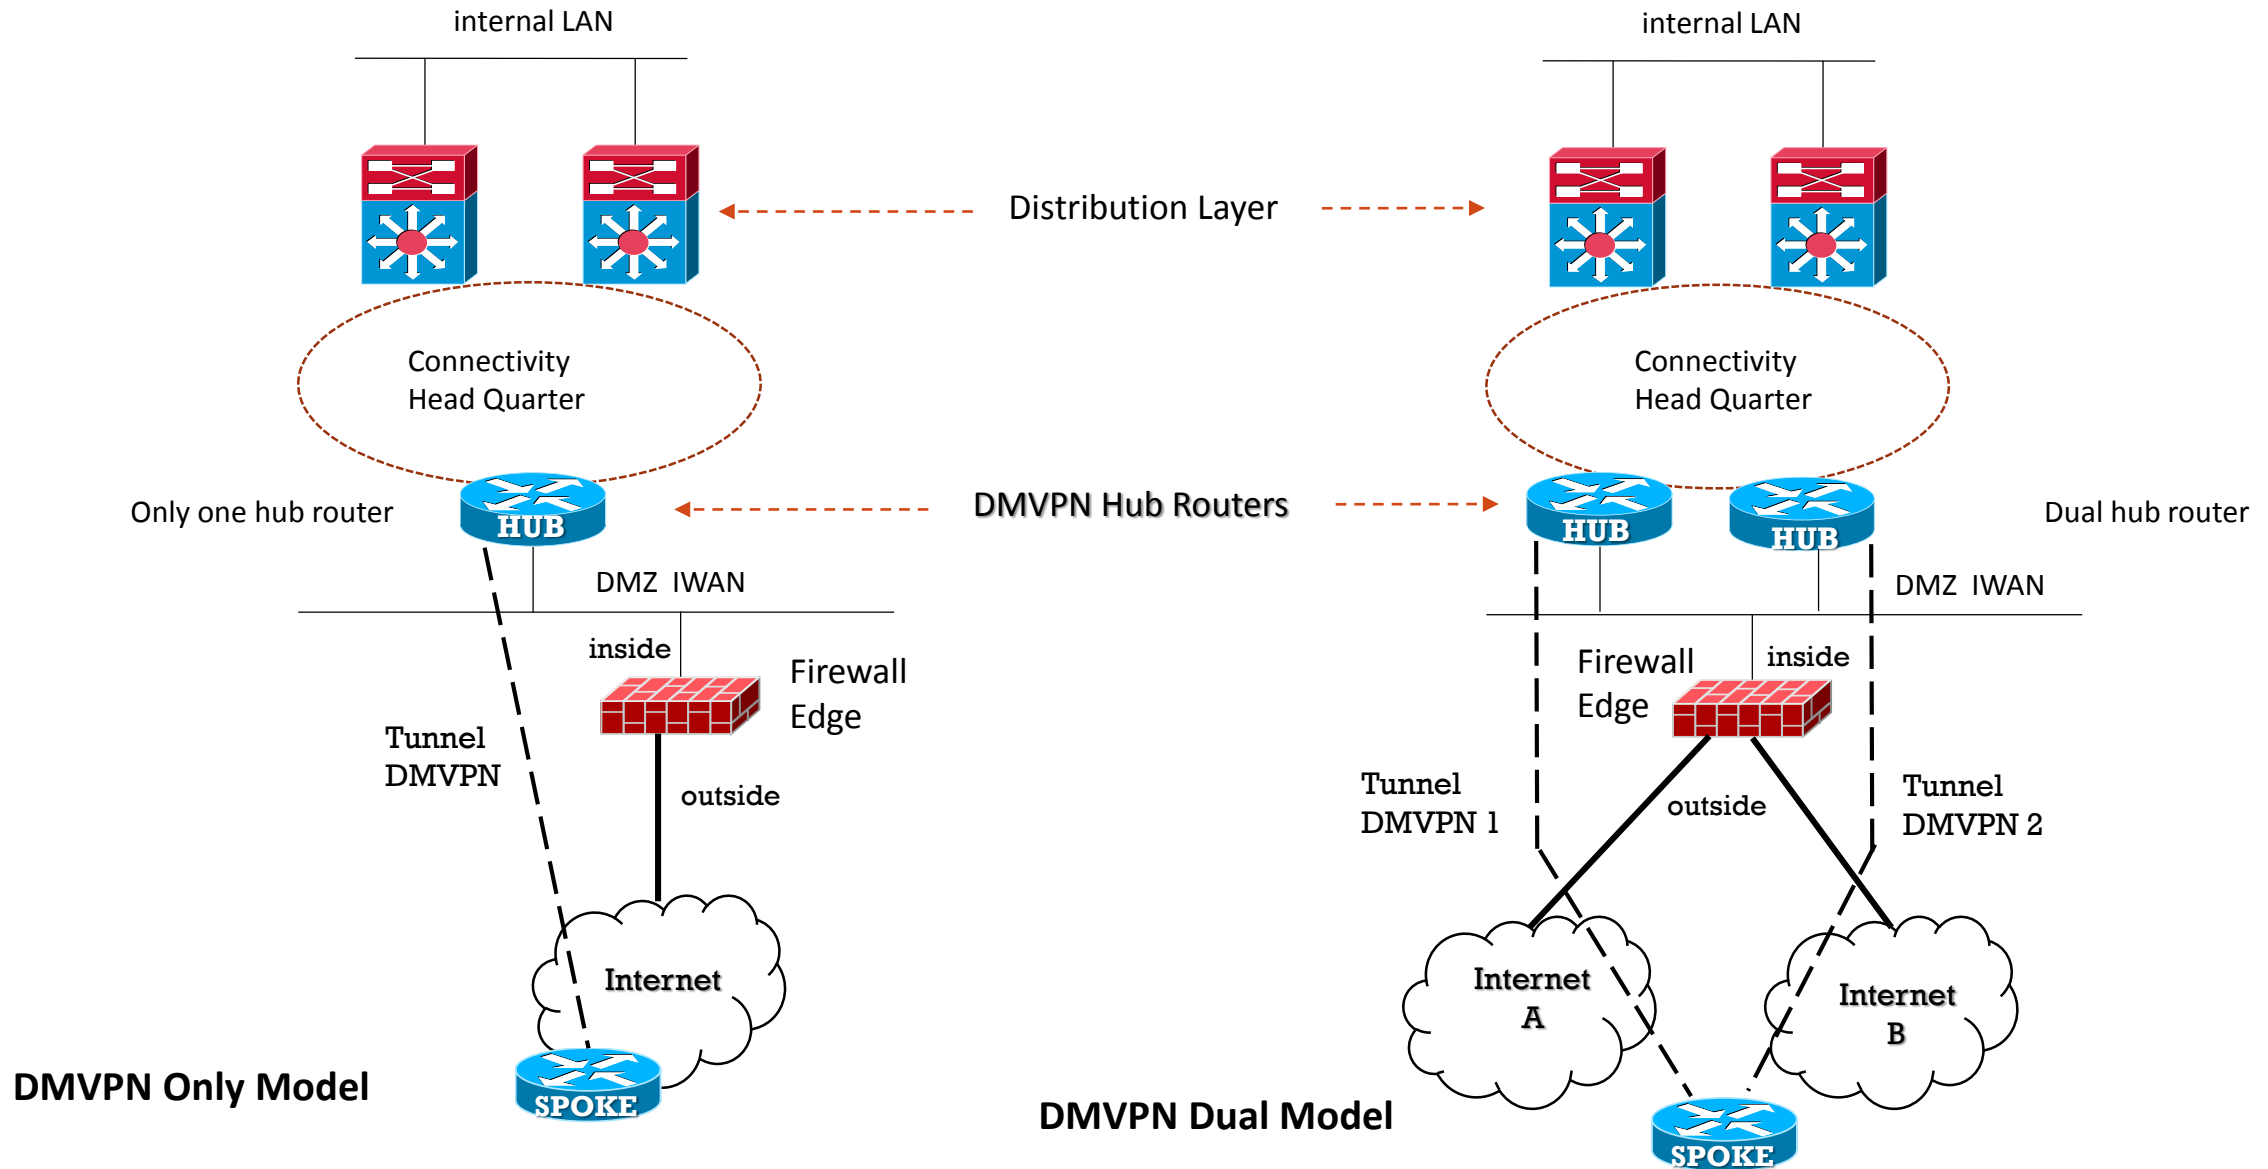 internal LAN
internal LAN
Distribution Layer
Connectivity
Head Quarter
Connectivity
Head Quarter
Only one hub router
HUB
DMVPN Hub Routers
HUB
HUB
Dual hub router
DMZ  IWAN
DMZ  IWAN
inside
Firewall
Edge
Firewall
Edge
inside
Tunnel
DMVPN
outside
Tunnel
DMVPN 1
outside
Tunnel
DMVPN 2
Internet
Internet
A
Internet
B
DMVPN Only Model
SPOKE
DMVPN Dual Model
SPOKE